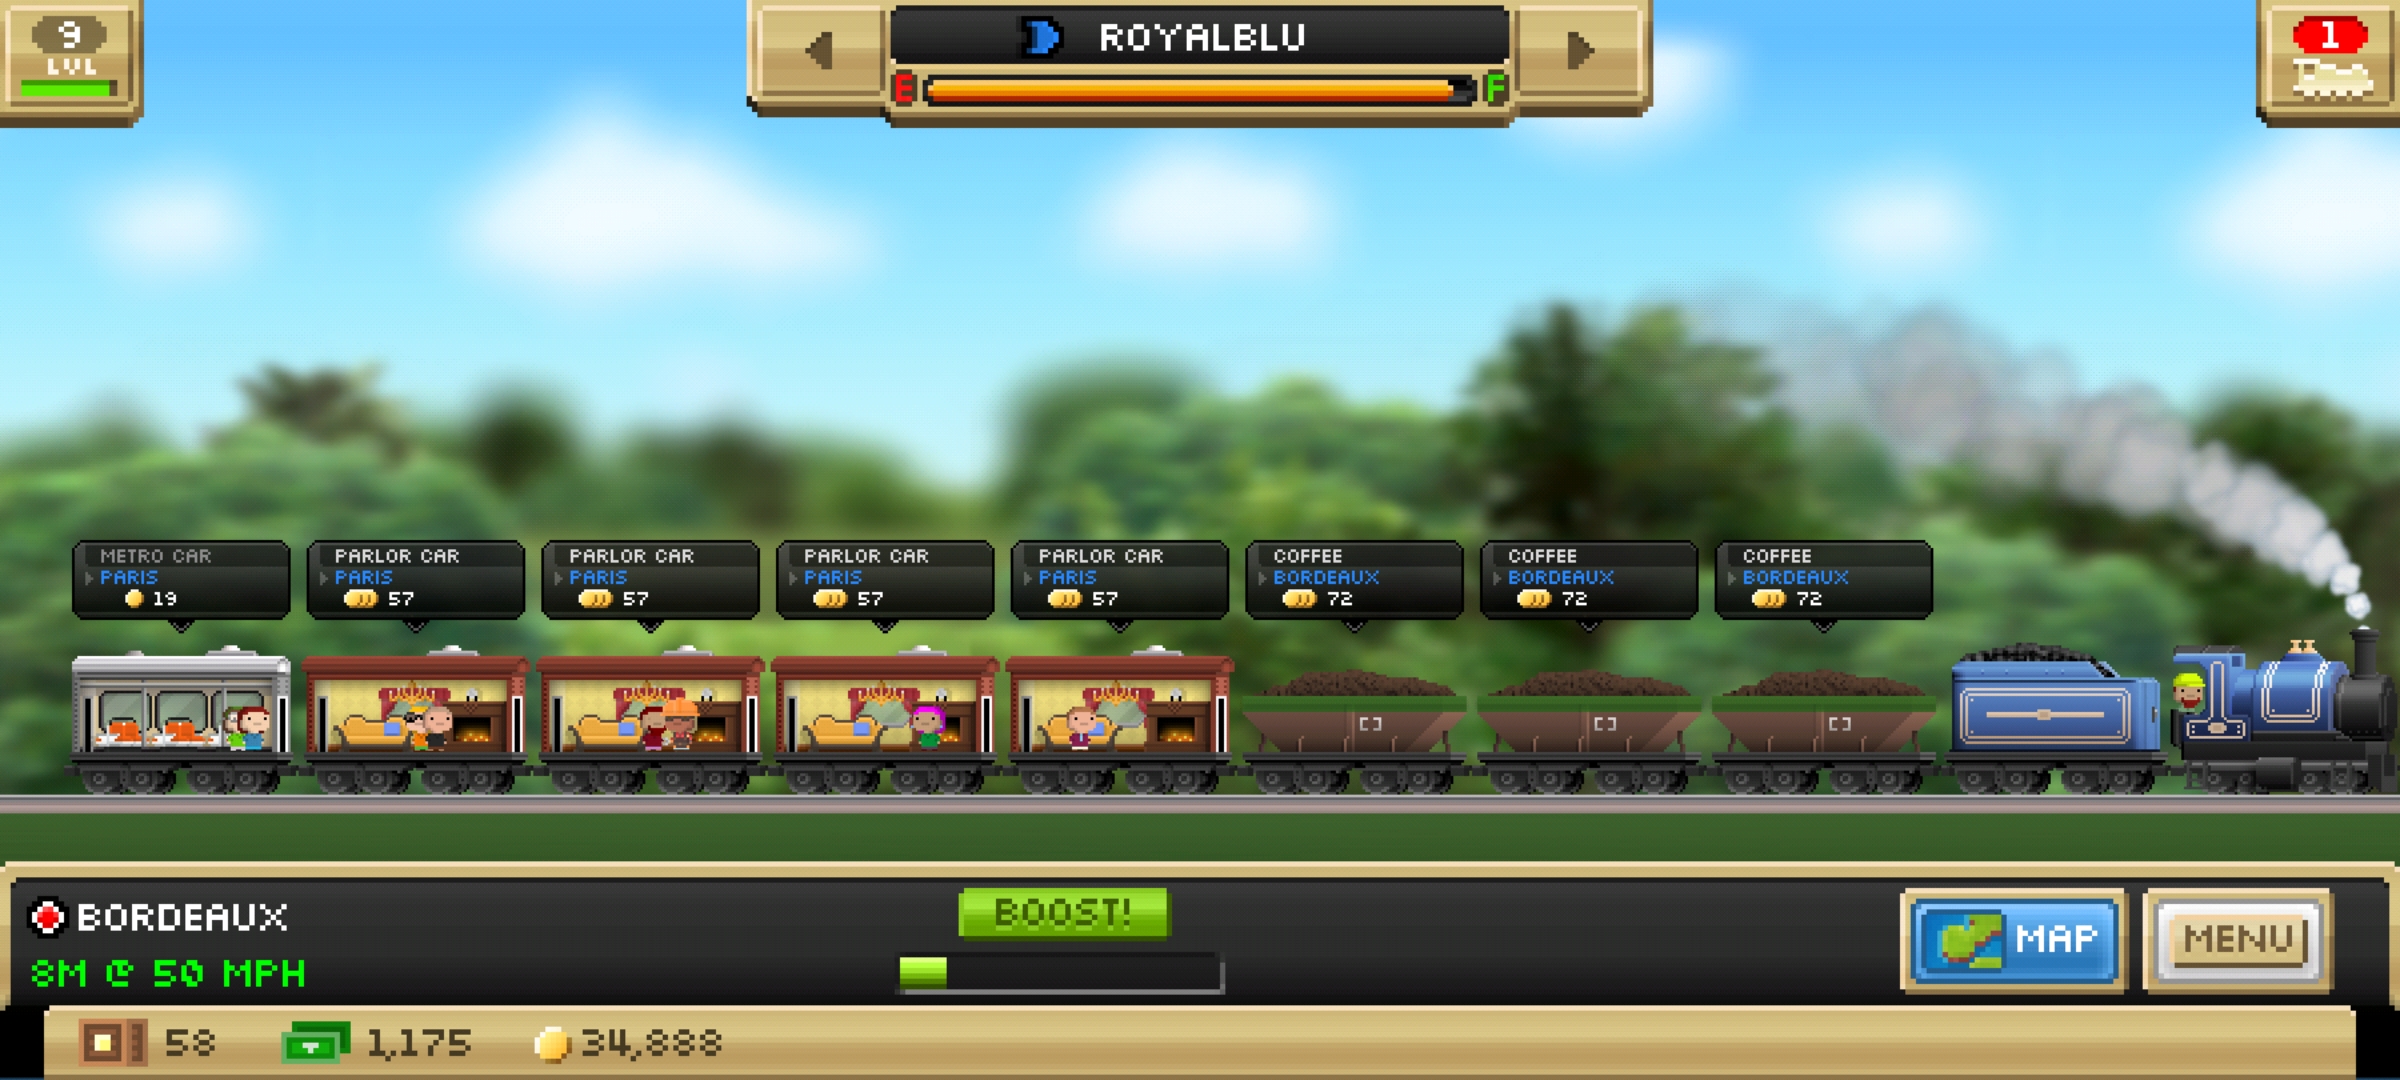 9
LVL
ROYALBLU
E F
1
METRO CAR
PARIS
19
PARLOR CAR
PARIS
57
PARLOR CAR
PARIS
57
PARLOR CAR
PARIS
57
PARLOR CAR
PARIS
57
COFFEE
BORDEAUX
72
COFFEE
BORDEAUX
72
COFFEE
BORDEAUX
72
BORDEAUX
8M @ 50 MPH
BOOST!
MAP
MENU
58
1,175
34,888